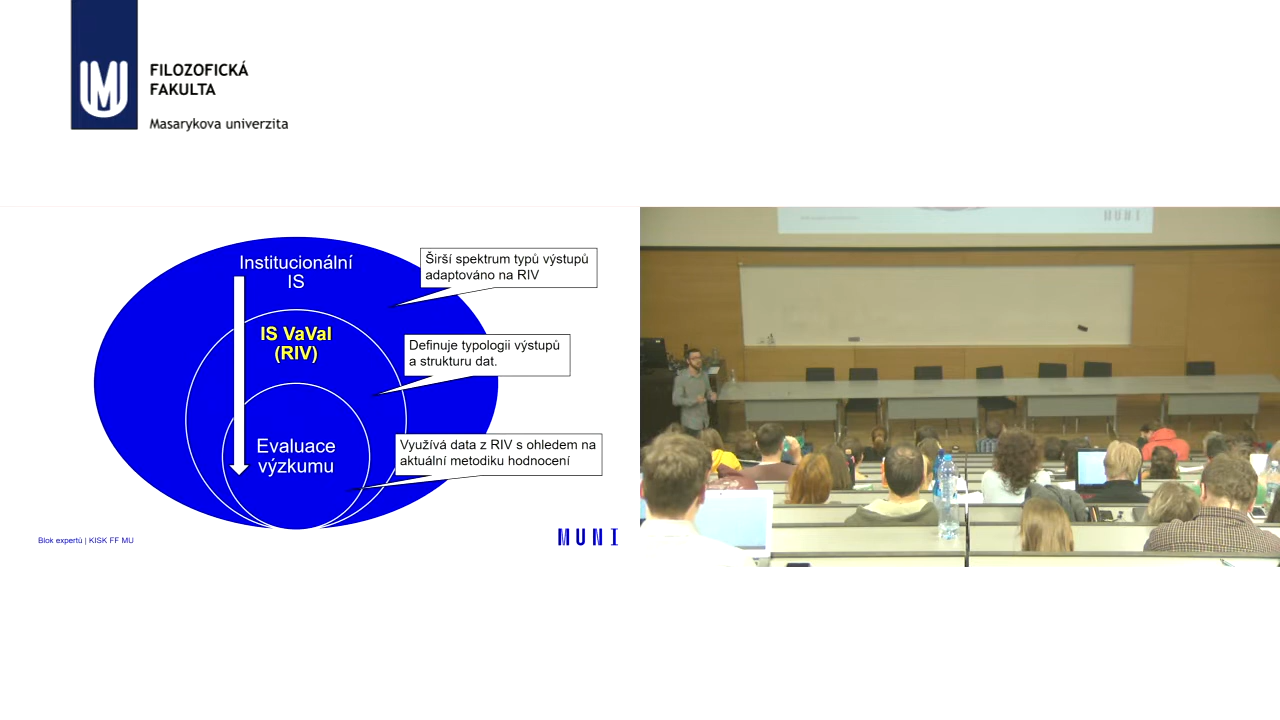 FILOZOFICKÁ
FAKULTA
Masarykova univerzita
Institucionální
IS
Širší spektrum typů výstupů
adaptováno na RIV
IS VaVaI
(RIV)
Definuje typologii výstupů
a strukturu dat.
Evaluace
výzkumu
Využívá data z RIV s ohledem na
aktuální metodiku hodnocení
Blok expertů | KISK FF MU
MUNI
MUNI